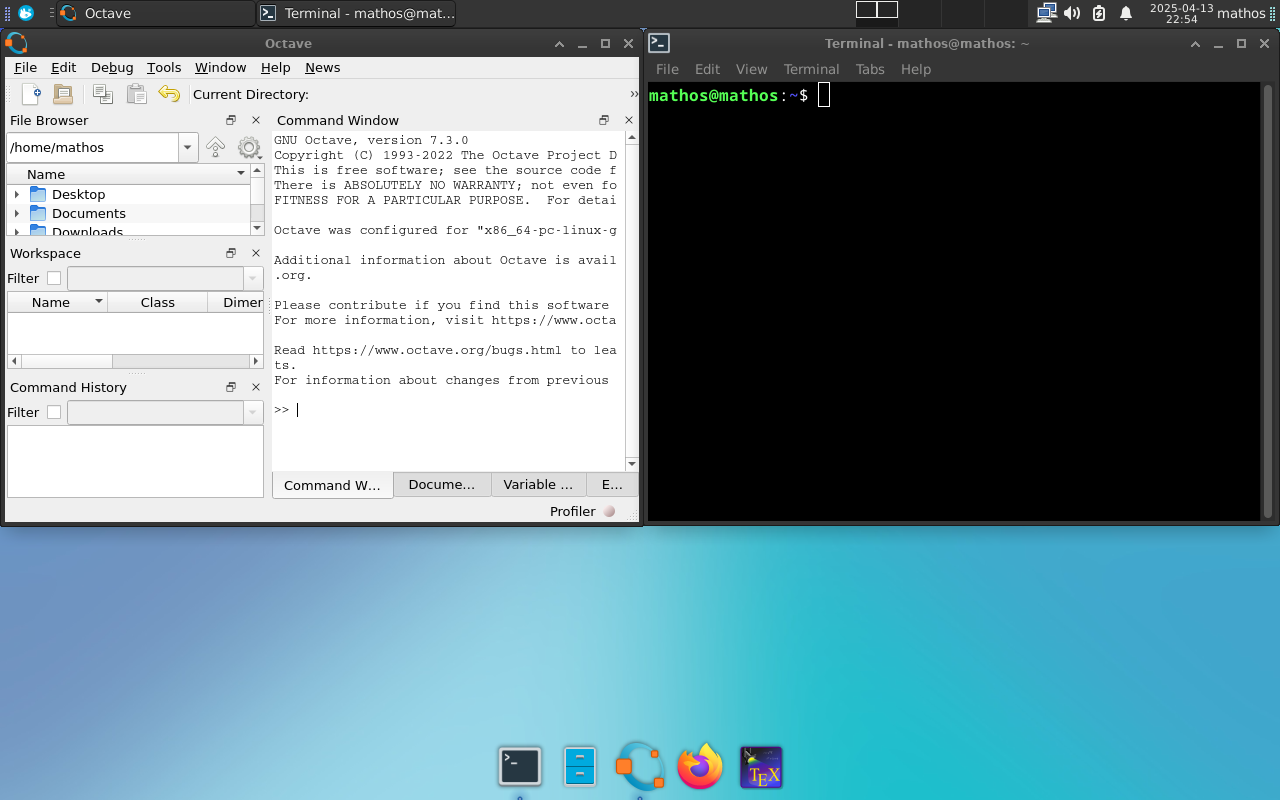 Octave
Terminal - mathos@mat...
2025-04-13
22:54
mathos
Octave
File Edit Debug Tools Window Help News
Current Directory:
File Browser
/home/mathos
Name
Desktop
Documents
Downloads
Workspace
Filter
Name Class Dimer
Command History
Filter
Command Window
GNU Octave, version 7.3.0
Copyright (C) 1993-2022 The Octave Project D
This is free software; see the source code f
There is ABSOLUTELY NO WARRANTY; not even fo
FITNESS FOR A PARTICULAR PURPOSE.  For detai
Octave was configured for "x86_64-pc-linux-g
Additional information about Octave is avail
.org.
Please contribute if you find this software
For more information, visit https://www.octa
Read https://www.octave.org/bugs.html to lea
ts.
For information about changes from previous
>>
Command W... Docume... Variable ... E...
Profiler
Terminal - mathos@mathos: ~
File Edit View Terminal Tabs Help
mathos@mathos:~$
TEX